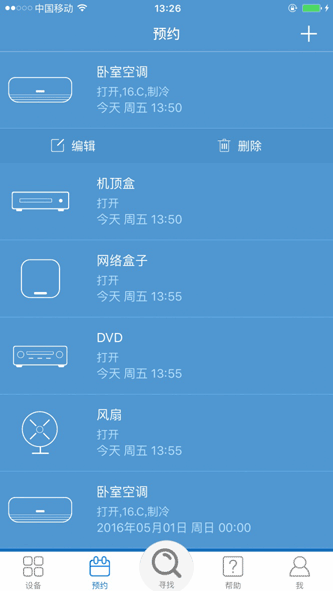 中国移动
13:26
预约
卧室空调
打开,16.C,制冷
今天 周五 13:50
编辑
删除
机顶盒
打开
今天 周五 13:50
网络盒子
打开
今天 周五 13:55
DVD
打开
今天 周五 13:55
风扇
打开
今天 周五 13:55
卧室空调
打开,16.C,制冷
2016年05月01日 周日 00:00
设备
预约
寻找
帮助
我